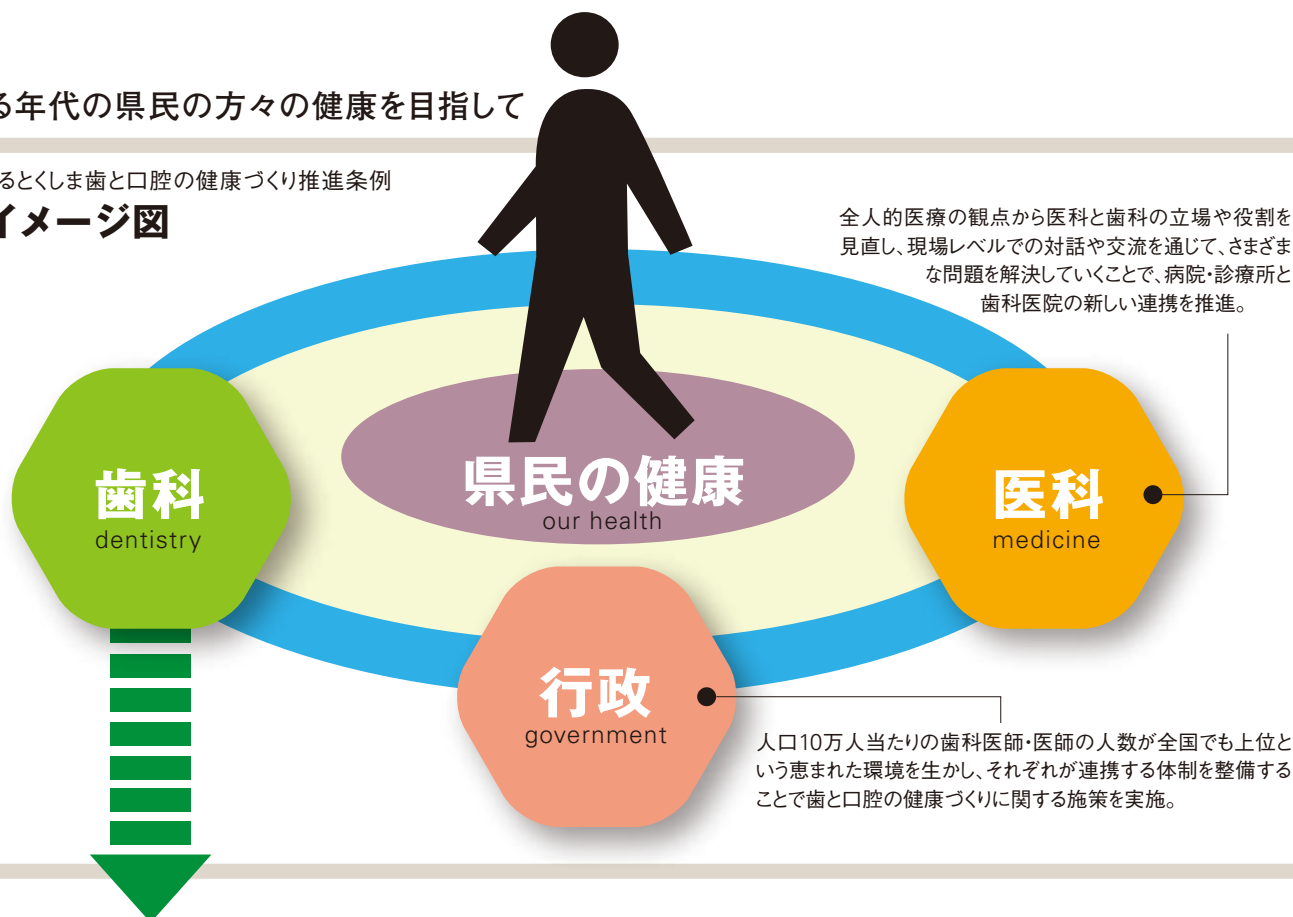 る年代の県民の方々の健康を目指して
るとくしま歯と口腔の健康づくり推進条例
イメージ図
全人的医療の観点から医科と歯科の立場や役割を
見直し、現場レベルでの対話や交流を通じて、さまざま
な問題を解決していくことで、病院・診療所と
歯科医院の新しい連携を推進。
歯科
dentistry
県民の健康
our health
医科
medicine
行政
government
人口10万人当たりの歯科医師・医師の人数が全国でも上位と
いう恵まれた環境を生かし、それぞれが連携する体制を整備する
ことで歯と口腔の健康づくりに関する施策を実施。